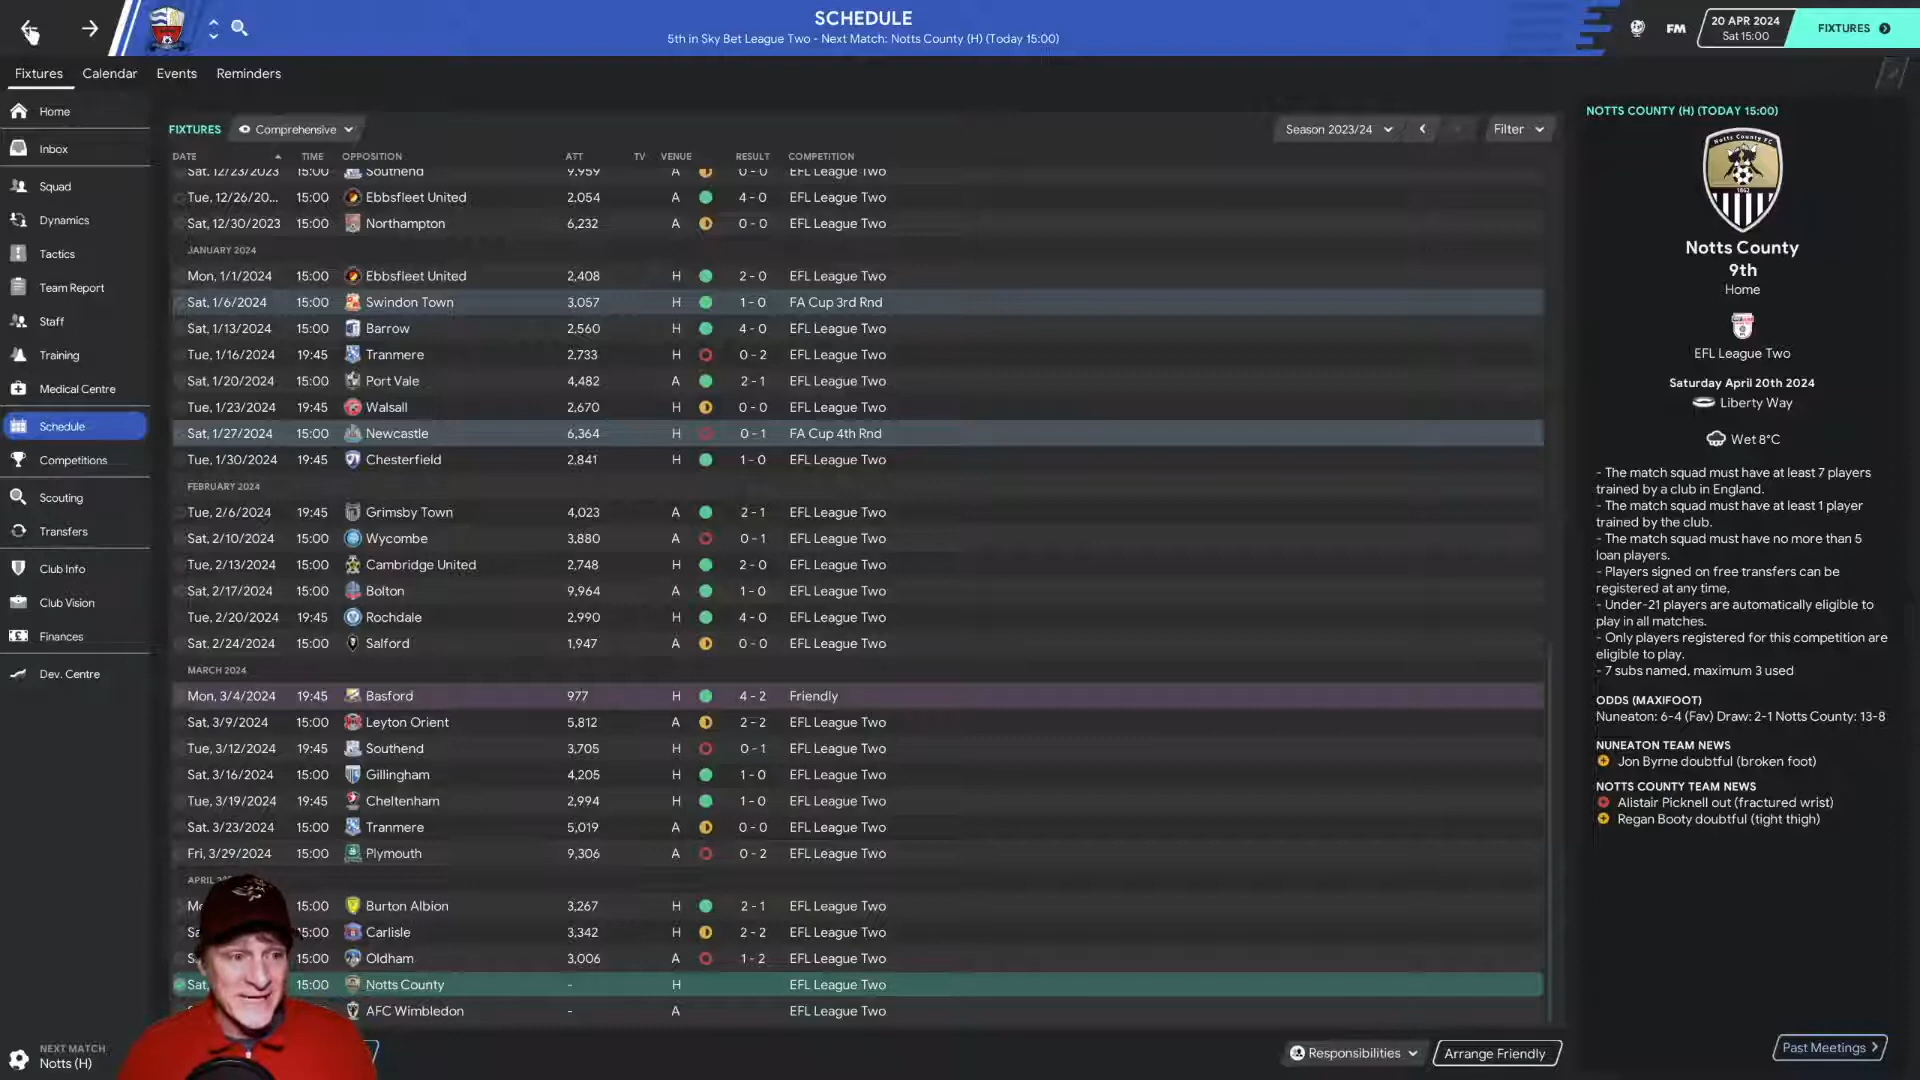 SCHEDULE
5th in Sky Bet League Two - Next Match: Notts County (H) (Today 15:00)
FM
20 APR 2024
Sat 15:00
FIXTURES
Fixtures
Calendar
Events
Reminders
Home
Inbox
Squad
Dynamics
Tactics
Team Report
Staff
Training
Medical Centre
Schedule
Competitions
Scouting
Transfers
Club Info
Club Vision
Finances
Dev. Centre
NEXT MATCH
Notts (H)
FIXTURES Comprehensive
Season 2023/24
Filter
DATE TIME OPPOSITION ATT TV VENUE RESULT COMPETITION
Sat, 12/23/2023 15:00 Southend 9,959 A 0 - 0 EFL League Two
Tue, 12/26/20... 15:00 Ebbsfleet United 2,054 A 4 - 0 EFL League Two
Sat, 12/30/2023 15:00 Northampton 6,232 A 0 - 0 EFL League Two
JANUARY 2024
Mon, 1/1/2024 15:00 Ebbsfleet United 2,408 H 2 - 0 EFL League Two
Sat, 1/6/2024 15:00 Swindon Town 3,057 H 1 - 0 FA Cup 3rd Rnd
Sat, 1/13/2024 15:00 Barrow 2,560 H 4 - 0 EFL League Two
Tue, 1/16/2024 19:45 Tranmere 2,733 H 0 - 2 EFL League Two
Sat, 1/20/2024 15:00 Port Vale 4,482 A 2 - 1 EFL League Two
Tue, 1/23/2024 19:45 Walsall 2,670 H 0 - 0 EFL League Two
Sat, 1/27/2024 15:00 Newcastle 6,364 H 0 - 1 FA Cup 4th Rnd
Tue, 1/30/2024 19:45 Chesterfield 2,841 H 1 - 0 EFL League Two
FEBRUARY 2024
Tue, 2/6/2024 19:45 Grimsby Town 4,023 A 2 - 1 EFL League Two
Sat, 2/10/2024 15:00 Wycombe 3,880 A 0 - 1 EFL League Two
Tue, 2/13/2024 15:00 Cambridge United 2,748 H 2 - 0 EFL League Two
Sat, 2/17/2024 15:00 Bolton 9,964 A 1 - 0 EFL League Two
Tue, 2/20/2024 19:45 Rochdale 2,990 H 4 - 0 EFL League Two
Sat, 2/24/2024 15:00 Salford 1,947 A 0 - 0 EFL League Two
MARCH 2024
Mon, 3/4/2024 19:45 Basford 977 H 4 - 2 Friendly
Sat, 3/9/2024 15:00 Leyton Orient 5,812 A 2 - 2 EFL League Two
Tue, 3/12/2024 19:45 Southend 3,705 H 0 - 1 EFL League Two
Sat, 3/16/2024 15:00 Gillingham 4,205 H 1 - 0 EFL League Two
Tue, 3/19/2024 19:45 Cheltenham 2,994 H 1 - 0 EFL League Two
Sat, 3/23/2024 15:00 Tranmere 5,019 A 0 - 0 EFL League Two
Fri, 3/29/2024 15:00 Plymouth 9,306 A 0 - 2 EFL League Two
APRIL
15:00 Burton Albion 3,267 H 2 - 1 EFL League Two
5:00 Carlisle 3,342 H 2 - 2 EFL League Two
15:00 Oldham 3,006 A 1 - 2 EFL League Two
Sat, 15:00 Notts County - H EFL League Two
AFC Wimbledon - A EFL League Two
Responsibilities
Arrange Friendly
NOTTS COUNTY (H) (TODAY 15:00)
Notts County FC
1862
Notts County
9th
Home
EFL League Two
Saturday April 20th 2024
Liberty Way
Wet 8°C
- The match squad must have at least 7 players
trained by a club in England.
- The match squad must have at least 1 player
trained by the club.
- The match squad must have no more than 5
loan players.
- Players signed on free transfers can be
registered at any time,
- Under-21 players are automatically eligible to
play in all matches.
- Only players registered for this competition are
eligible to play.
- 7 subs named, maximum 3 used
ODDS (MAXIFOOT)
Nuneaton: 6-4 (Fav) Draw: 2-1 Notts County: 13-8
NUNEATON TEAM NEWS
Jon Byrne doubtful (broken foot)
NOTTS COUNTY TEAM NEWS
Alistair Picknell out (fractured wrist)
Regan Booty doubtful (tight thigh)
Past Meetings